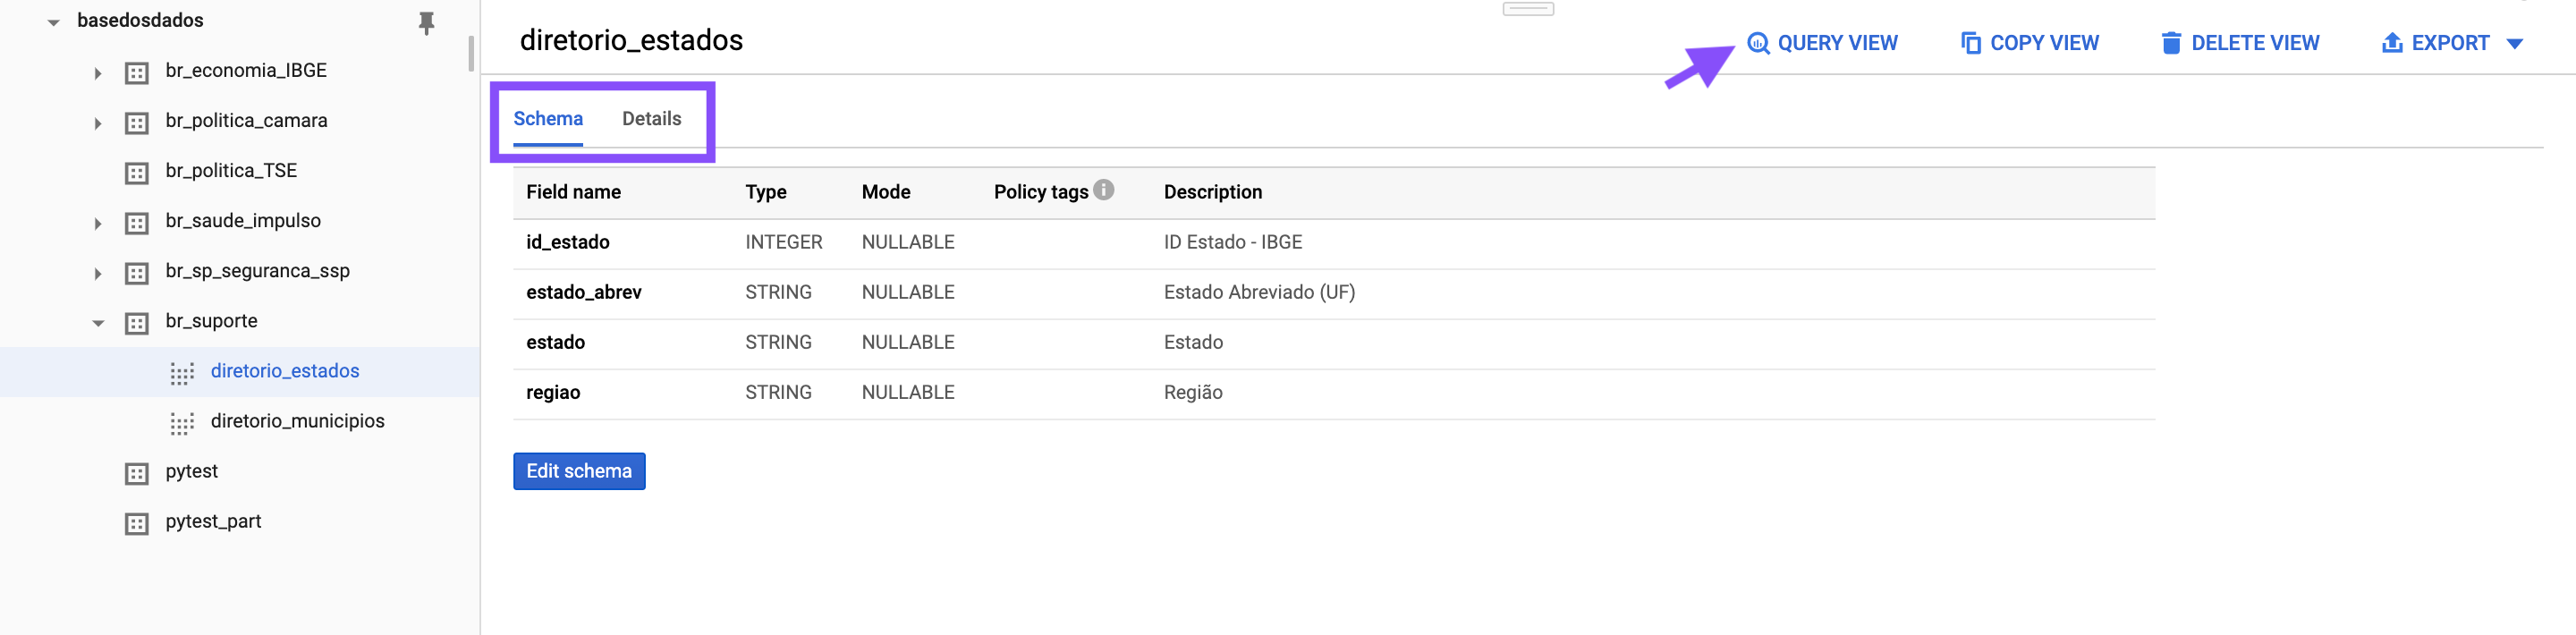 basedosdados
br_economia_IBGE
br_politica_camara
br_politica_TSE
br_saude_impulso
br_sp_seguranca_ssp
br_suporte
diretorio_estados
diretorio_municipios
pytest
pytest_part
diretorio_estados
QUERY VIEW COPY VIEW DELETE VIEW EXPORT
Schema Details
Field name Type Mode Policy tags Description
id_estado INTEGER NULLABLE ID Estado - IBGE
estado_abrev STRING NULLABLE Estado Abreviado (UF)
estado STRING NULLABLE Estado
regiao STRING NULLABLE Região
Edit schema